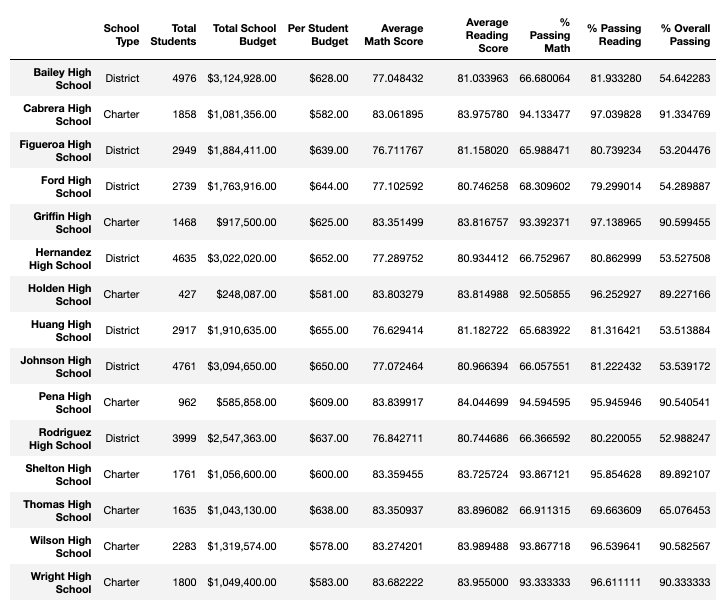 School Type Total Students Total School Budget Per Student Budget Average Math Score Average Reading Score % Passing Math % Passing Reading % Overall Passing
Bailey High School District 4976 $3,124,928.00 $628.00 77.048432 81.033963 66.680064 81.933280 54.642283
Cabrera High School Charter 1858 $1,081,356.00 $582.00 83.061895 83.975780 94.133477 97.039828 91.334769
Figueroa High School District 2949 $1,884,411.00 $639.00 76.711767 81.158020 65.988471 80.739234 53.204476
Ford High School District 2739 $1,763,916.00 $644.00 77.102592 80.746258 68.309602 79.299014 54.289887
Griffin High School Charter 1468 $917,500.00 $625.00 83.351499 83.816757 93.392371 97.138965 90.599455
Hernandez High School District 4635 $3,022,020.00 $652.00 77.289752 80.934412 66.752967 80.862999 53.527508
Holden High School Charter 427 $248,087.00 $581.00 83.803279 83.814988 92.505855 96.252927 89.227166
Huang High School District 2917 $1,910,635.00 $655.00 76.629414 81.182722 65.683922 81.316421 53.513884
Johnson High School District 4761 $3,094,650.00 $650.00 77.072464 80.966394 66.057551 81.222432 53.539172
Pena High School Charter 962 $585,858.00 $609.00 83.839917 84.044699 94.594595 95.945946 90.540541
Rodriguez High School District 3999 $2,547,363.00 $637.00 76.842711 80.744686 66.366592 80.220055 52.988247
Shelton High School Charter 1761 $1,056,600.00 $600.00 83.359455 83.725724 93.867121 95.854628 89.892107
Thomas High School Charter 1635 $1,043,130.00 $638.00 83.350937 83.896082 66.911315 69.663609 65.076453
Wilson High School Charter 2283 $1,319,574.00 $578.00 83.274201 83.989488 93.867718 96.539641 90.582567
Wright High School Charter 1800 $1,049,400.00 $583.00 83.682222 83.955000 93.333333 96.611111 90.333333